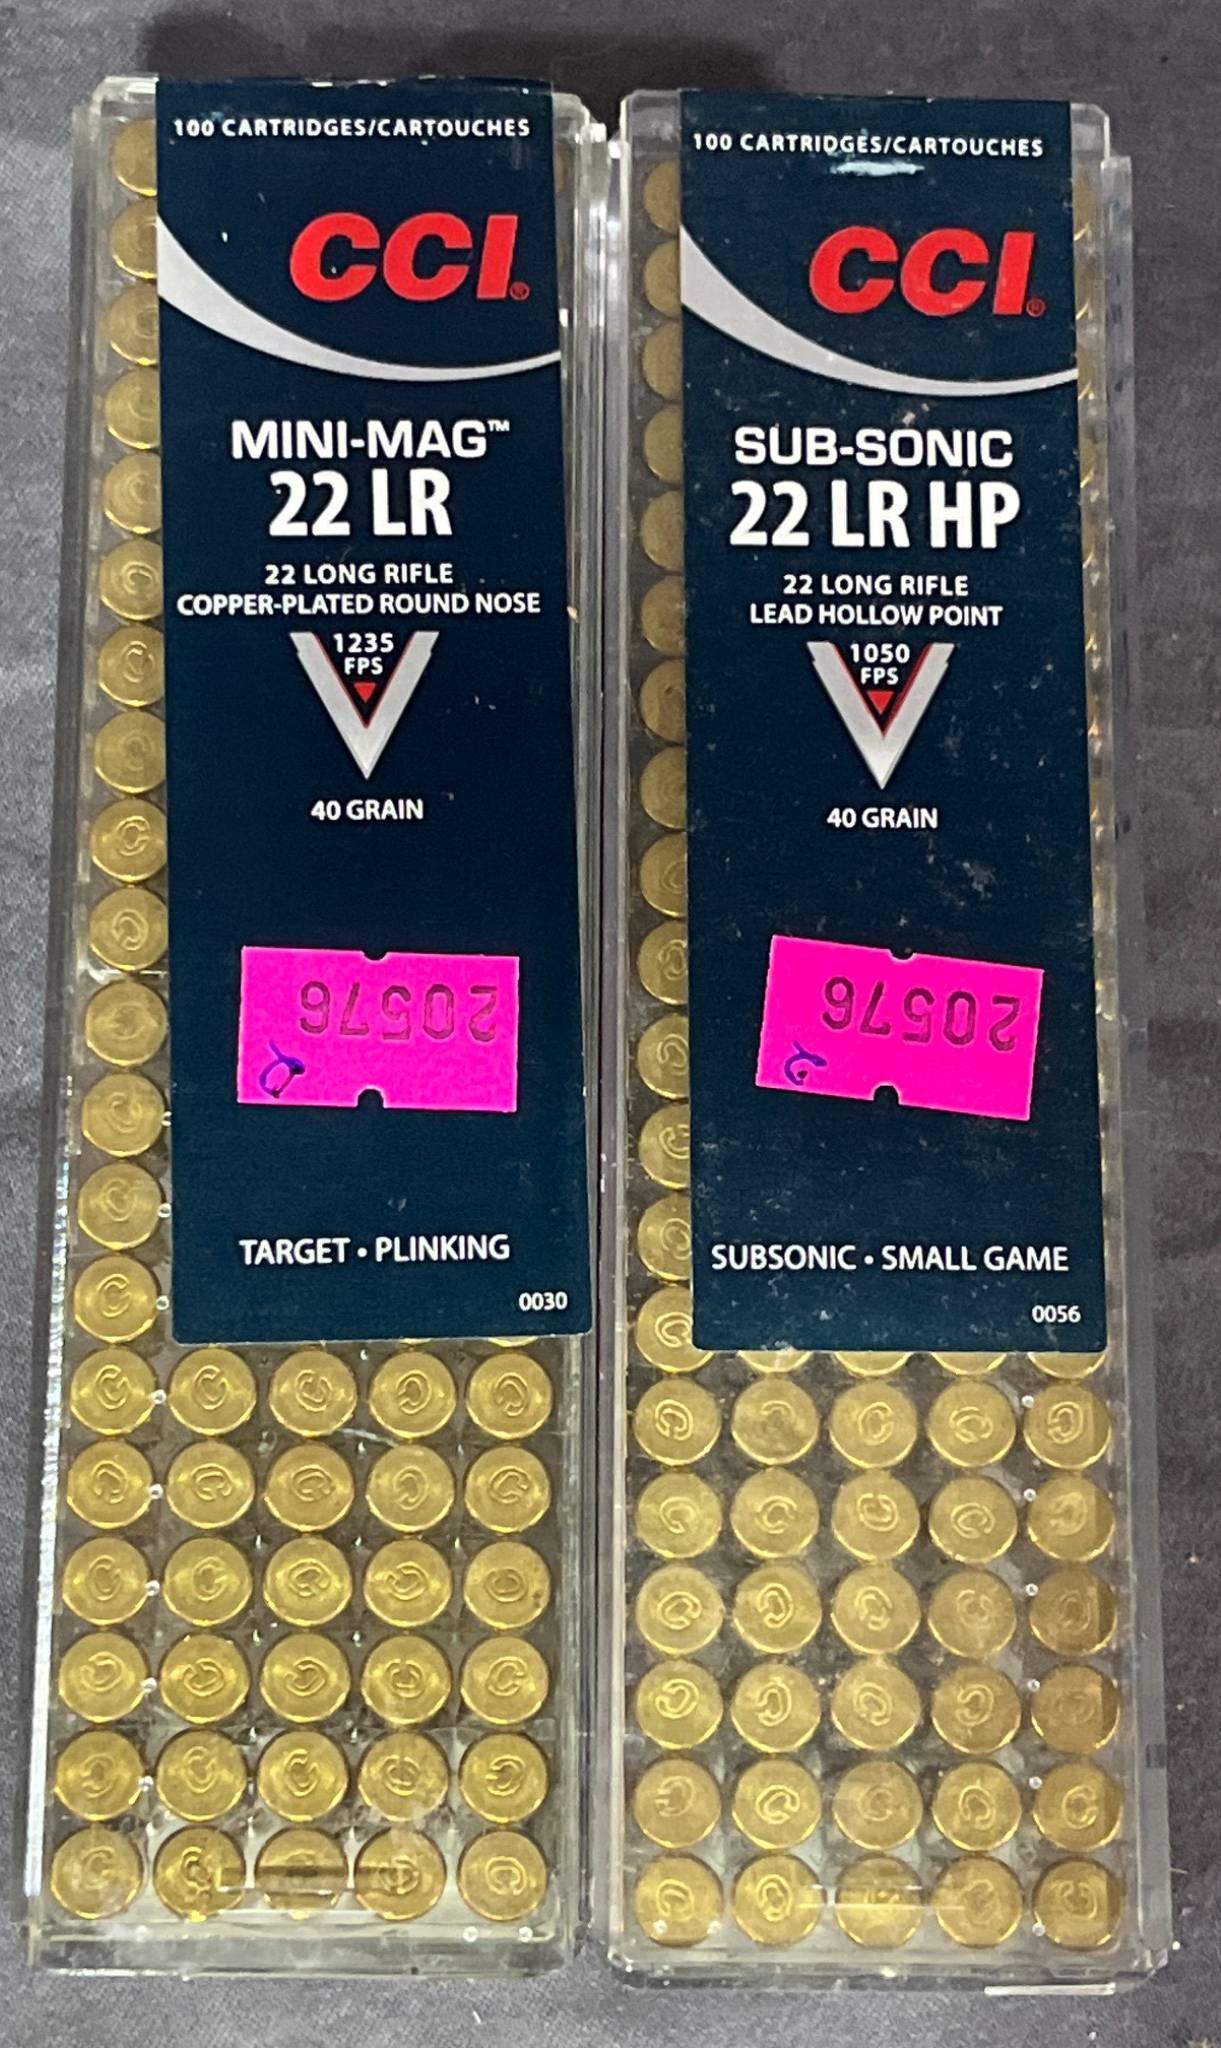 100 CARTRIDGES/CARTOUCHES
CCI®
MINI-MAG™
22 LR
22 LONG RIFLE
COPPER-PLATED ROUND NOSE
1235
FPS
40 GRAIN
20576
TARGET • PLINKING
0030
100 CARTRIDGES/CARTOUCHES
CCI®
SUB-SONIC
22 LR HP
22 LONG RIFLE
LEAD HOLLOW POINT
1050
FPS
40 GRAIN
20576
SUBSONIC • SMALL GAME
0056